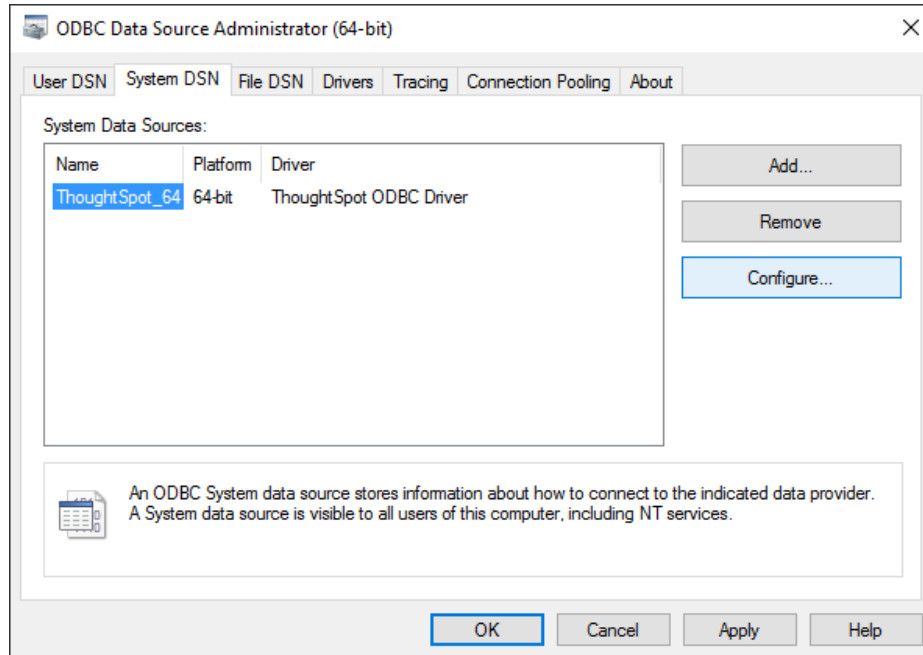 ODBC Data Source Administrator (64-bit)
User DSN System DSN File DSN Drivers Tracing Connection Pooling About
System Data Sources:
Name Platform Driver
ThoughtSpot_64 64-bit ThoughtSpot ODBC Driver
Add...
Remove
Configure...
An ODBC System data source stores information about how to connect to the indicated data provider.
A System data source is visible to all users of this computer, including NT services.
OK Cancel Apply Help